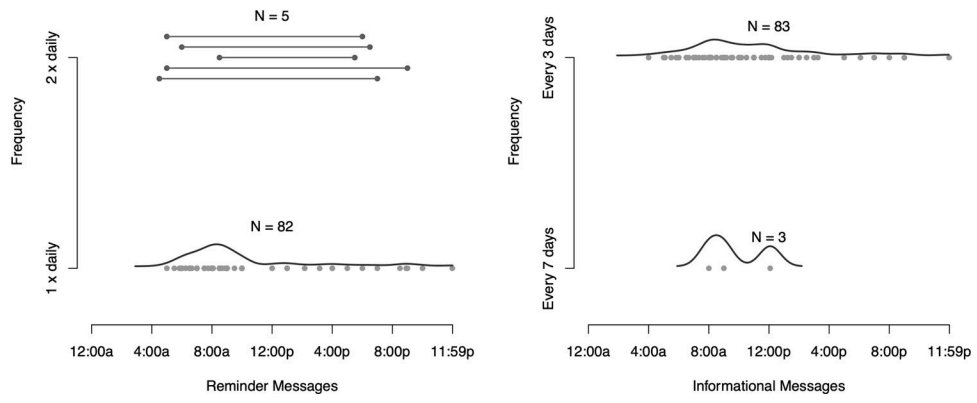 N = 5
2 x daily
Frequency
N = 82
1 x daily
12:00a 4:00a 8:00a 12:00p 4:00p 8:00p 11:59p
Reminder Messages
N = 83
Every 3 days
Frequency
N = 3
Every 7 days
12:00a 4:00a 8:00a 12:00p 4:00p 8:00p 11:59p
Informational Messages